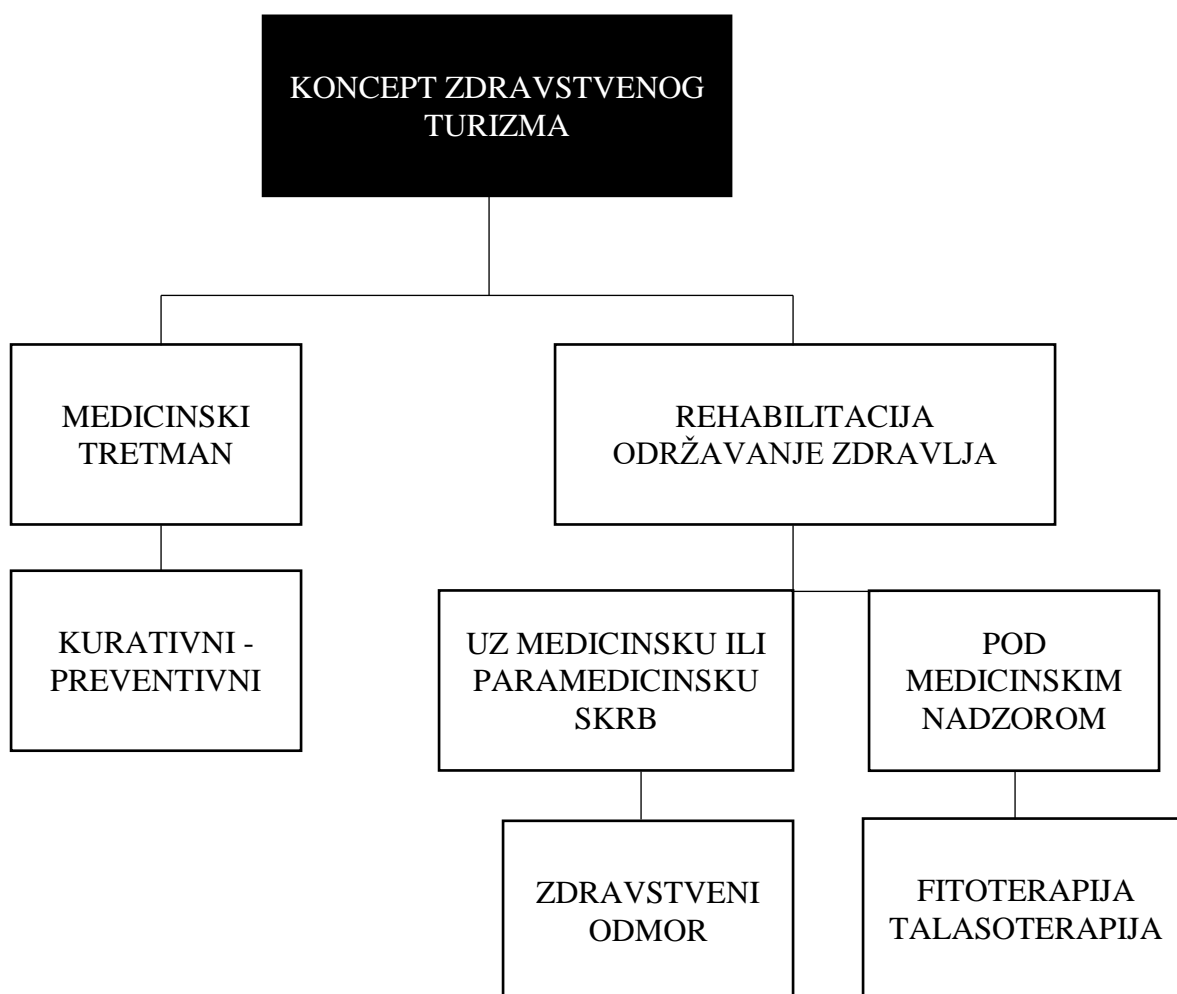 KONCEPT ZDRAVSTVENOG
TURIZMA
MEDICINSKI
TRETMAN
REHABILITACIJA
ODRŽAVANJE ZDRAVLJA
KURATIVNI -
PREVENTIVNI
UZ MEDICINSKU ILI
PARAMEDICINSKU
SKRB
POD
MEDICINSKIM
NADZOROM
ZDRAVSTVENI
ODMOR
FITOTERAPIJA
TALASOTERAPIJA